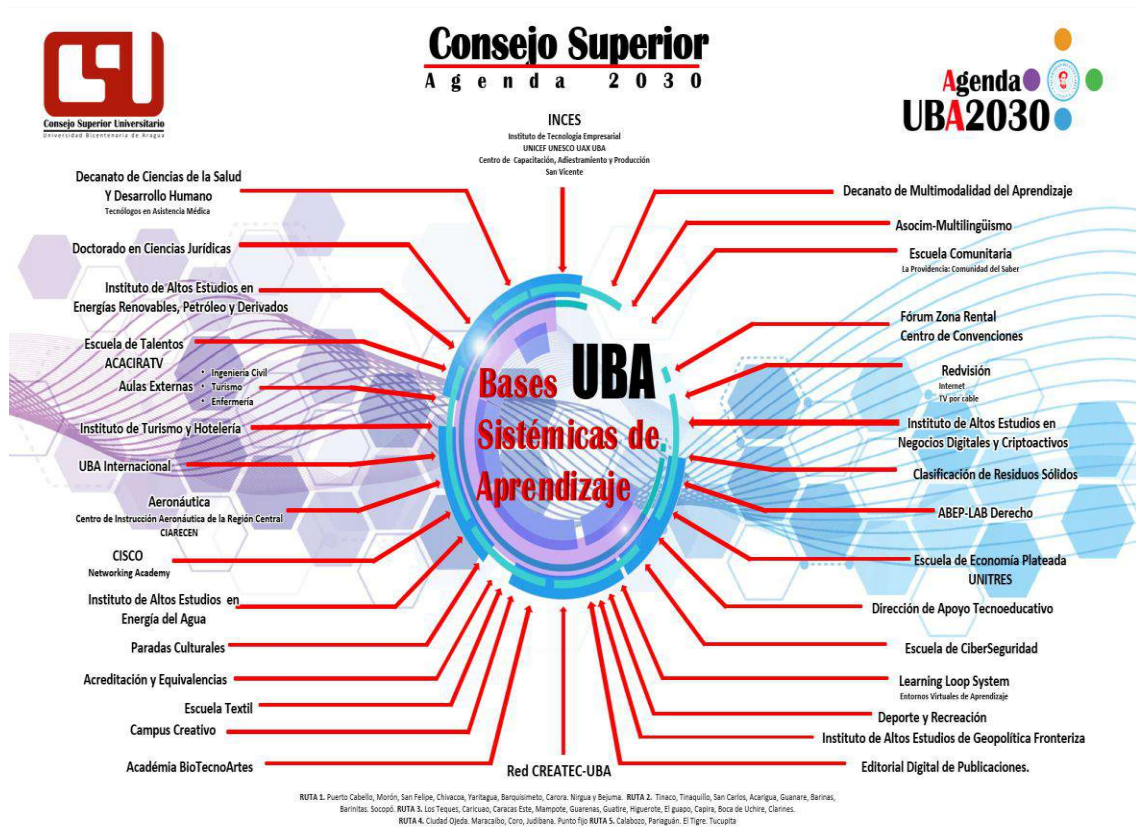 CSU
Consejo Superior Universitario
Universidad Bicentenaria de Aragua
Consejo Superior
Agenda 2030
Agenda
UBA2030
INCES
Instituto de Tecnología Empresarial
UNICEF UNESCO UAX UBA
Centro de Capacitación, Adiestramiento y Producción
San Vicente
Decanato de Ciencias de la Salud
Y Desarrollo Humano
Tecnólogos en Asistencia Médica
Doctorado en Ciencias Jurídicas
Instituto de Altos Estudios en
Energías Renovables, Petróleo y Derivados
Escuela de Talentos
ACACIRATV
Aulas Externas
• Ingeniería Civil
• Turismo
• Enfermería
Instituto de Turismo y Hotelería
UBA Internacional
Aeronáutica
Centro de Instrucción Aeronáutica de la Región Central
CIARECEN
CISCO
Networking Academy
Instituto de Altos Estudios en
Energía del Agua
Paradas Culturales
Acreditación y Equivalencias
Escuela Textil
Campus Creativo
Académia BioTecnoArtes
Bases UBA
Sistémicas de
Aprendizaje
Red CREATEC-UBA
Decanato de Multimodalidad del Aprendizaje
Asocim-Multilingüismo
Escuela Comunitaria
La Providencia: Comunidad del Saber
Fórum Zona Rental
Centro de Convenciones
Redvisión
Internet
TV por cable
Instituto de Altos Estudios en
Negocios Digitales y Criptoactivos
Clasificación de Residuos Sólidos
ABEP-LAB Derecho
Escuela de Economía Plateada
UNITRES
Dirección de Apoyo Tecnoeducativo
Escuela de CiberSeguridad
Learning Loop System
Entornos Virtuales de Aprendizaje
Deporte y Recreación
Instituto de Altos Estudios de Geopolítica Fronteriza
Editorial Digital de Publicaciones.
RUTA 1. Puerto Cabello, Morón, San Felipe, Chivacoa, Yaritagua, Barquisimeto, Carora. Nirgua y Bejuma. RUTA 2. Tinaco, Tinaquillo, San Carlos, Acarigua, Guanare, Barinas,
Barinitas. Socopó. RUTA 3. Los Teques, Caricuao, Caracas Este, Mampote, Guarenas, Guatire, Higuerote, El guapo, Capira, Boca de Uchire, Clarines.
RUTA 4. Ciudad Ojeda. Maracaibo, Coro, Judibana. Punto fijo RUTA 5. Calabozo, Pariaguán. El Tigre. Tucupita